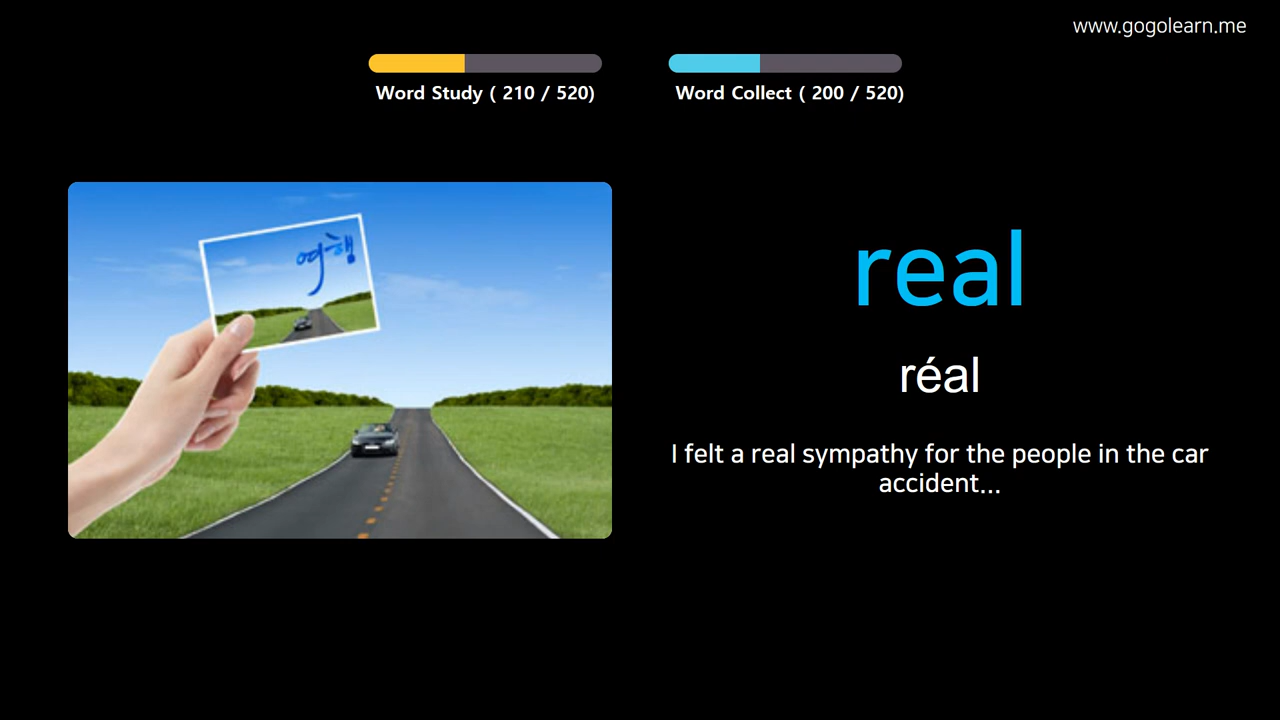 www.gogolearn.me
Word Study ( 210 / 520)
Word Collect ( 200 / 520)
여행
real
réal
I felt a real sympathy for the people in the car
accident...